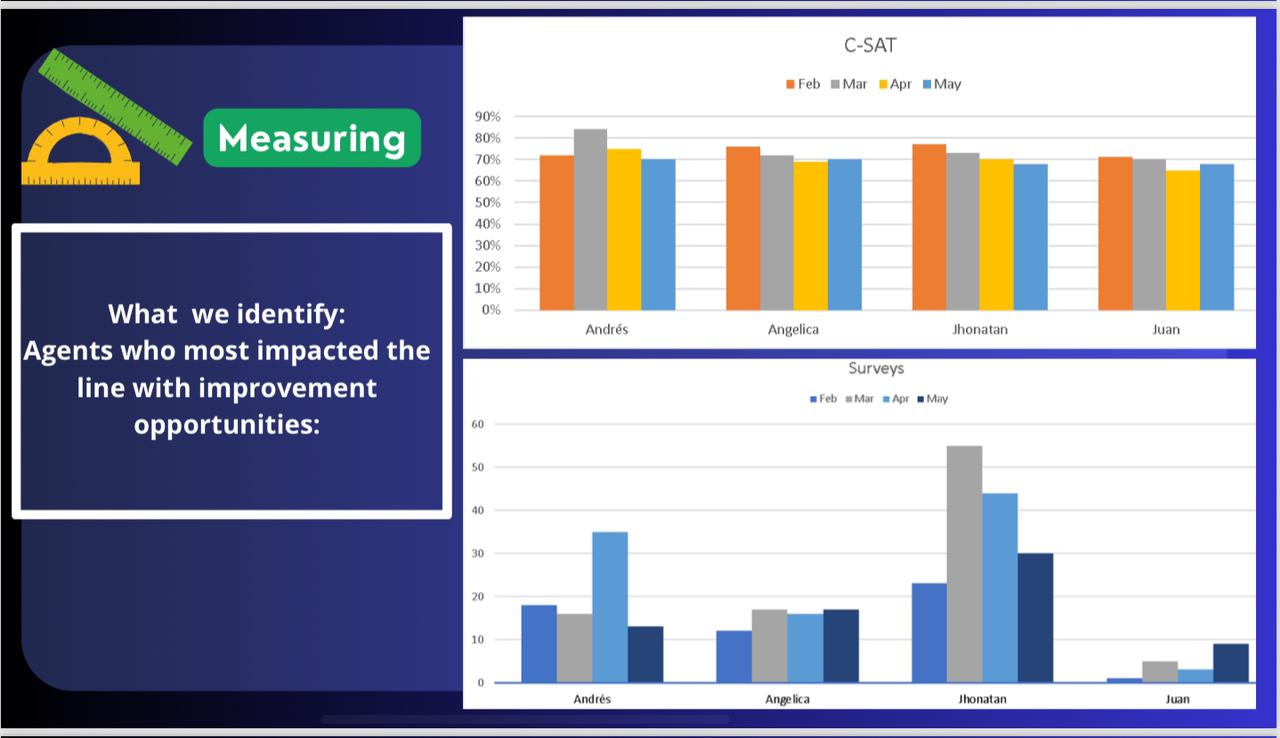 Measuring
What  we identify:
Agents who most impacted the
line with improvement
opportunities:
C-SAT
Feb Mar Apr May
90%
80%
70%
60%
50%
40%
30%
20%
10%
0%
Andrés Angelica Jhonatan Juan
Surveys
Feb Mar Apr May
60
50
40
30
20
10
0
Andrés Angelica Jhonatan Juan